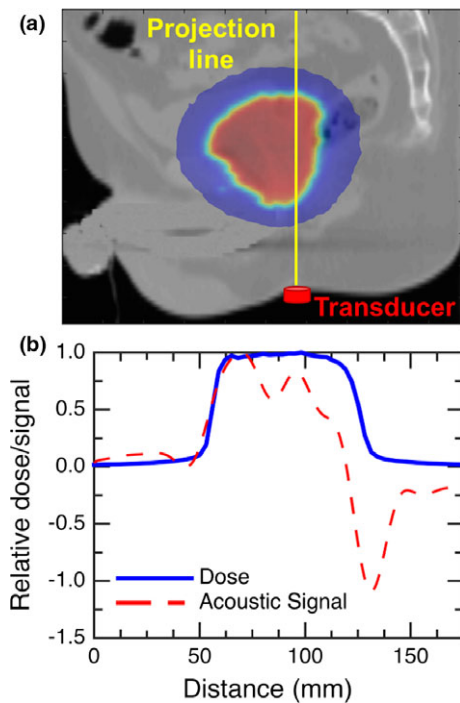 (a)
Projection
line
Transducer
(b)
1.0
0.5
0.0
-0.5
-1.0
-1.5
Relative dose/signal
Dose
Acoustic Signal
0 50 100 150
Distance (mm)